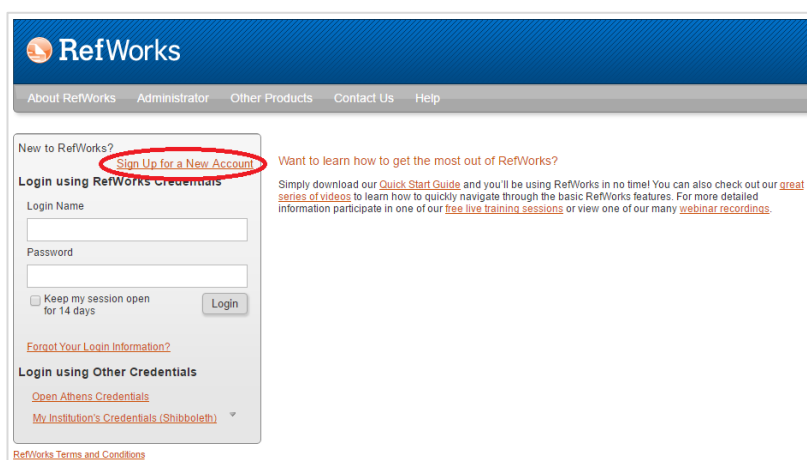 RefWorks
About RefWorks Administrator Other Products Contact Us Help
New to RefWorks?
Sign Up for a New Account
Login using RefWorks Credentials
Login Name
Password
Keep my session open
for 14 days
Login
Forgot Your Login Information?
Login using Other Credentials
Open Athens Credentials
My Institution's Credentials (Shibboleth)
RefWorks Terms and Conditions
Want to learn how to get the most out of RefWorks?
Simply download our Quick Start Guide and you'll be using RefWorks in no time! You can also check out our great
series of videos to learn how to quickly navigate through the basic RefWorks features. For more detailed
information participate in one of our free live training sessions or view one of our many webinar recordings.